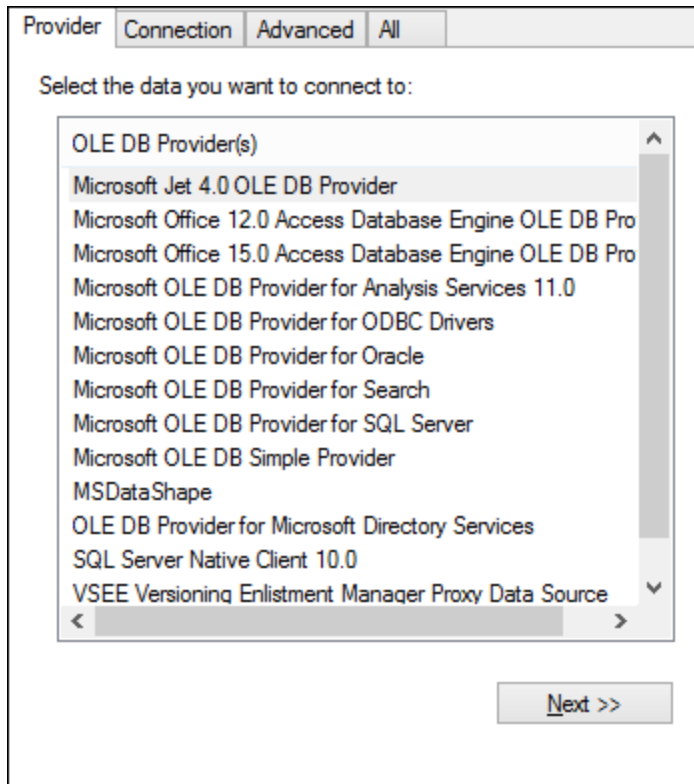 Provider Connection Advanced All
Select the data you want to connect to:
OLE DB Provider(s)
Microsoft Jet 4.0 OLE DB Provider
Microsoft Office 12.0 Access Database Engine OLE DB Pro
Microsoft Office 15.0 Access Database Engine OLE DB Pro
Microsoft OLE DB Provider for Analysis Services 11.0
Microsoft OLE DB Provider for ODBC Drivers
Microsoft OLE DB Provider for Oracle
Microsoft OLE DB Provider for Search
Microsoft OLE DB Provider for SQL Server
Microsoft OLE DB Simple Provider
MSDataShape
OLE DB Provider for Microsoft Directory Services
SQL Server Native Client 10.0
VSEE Versioning Enlistment Manager Proxy Data Source
Next >>